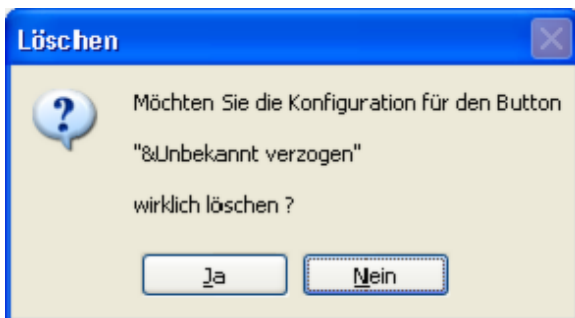 Löschen
?
Möchten Sie die Konfiguration für den Button
"&Unbekannt verzogen"
wirklich löschen ?
Ja Nein